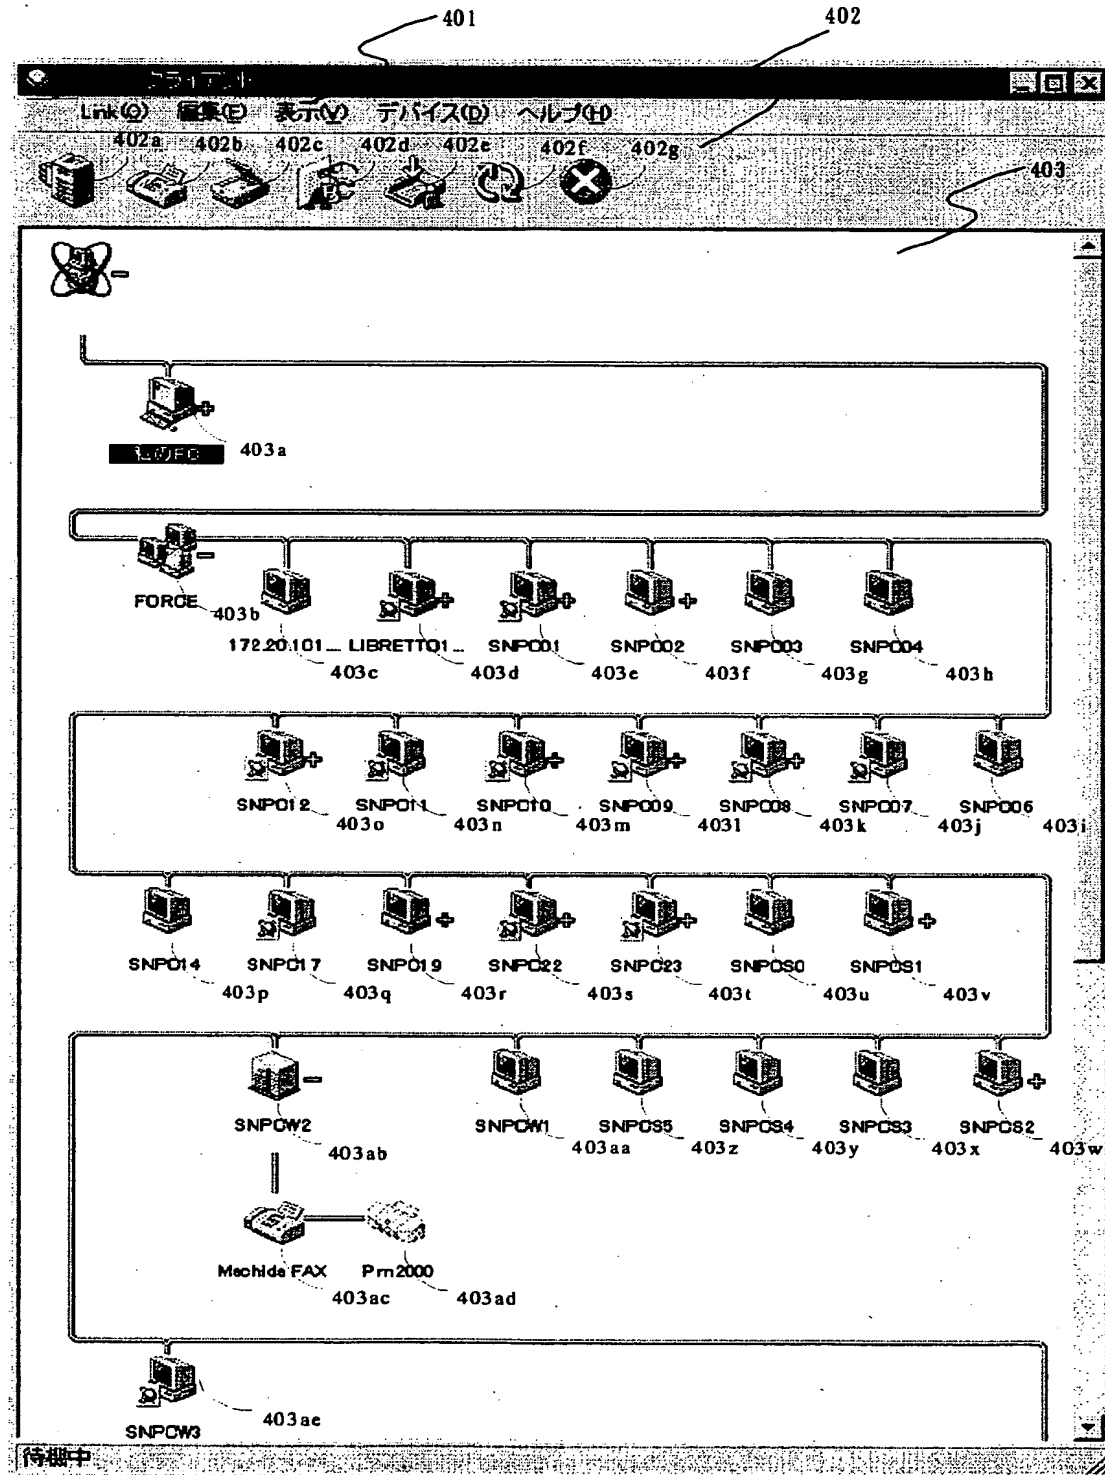 401
402
クライアント
Link(O) 編集(E) 表示(V) デバイス(D) ヘルプ(H)
402a 402b 402c 402d 402e 402f 402g
403
403a
FORCE
403b
172.20.101... LIBRETTO1... SNPC01 SNPC02 SNPC03 SNPC04
403c 403d 403e 403f 403g 403h
SNPC12 SNPC11 SNPC10 SNPC09 SNPC08 SNPC07 SNPC06
403o 403n 403m 403l 403k 403j 403i
SNPC14 SNPC17 SNPC19 SNPC22 SNPC23 SNPCS0 SNPCS1
403p 403q 403r 403s 403t 403u 403v
SNPCW2 SNPCW1 SNPCS5 SNPCS4 SNPCS3 SNPCS2
403ab 403aa 403z 403y 403x 403w
Machida FAX Prn2000
403ac 403ad
403ae
SNPCW3
待機中